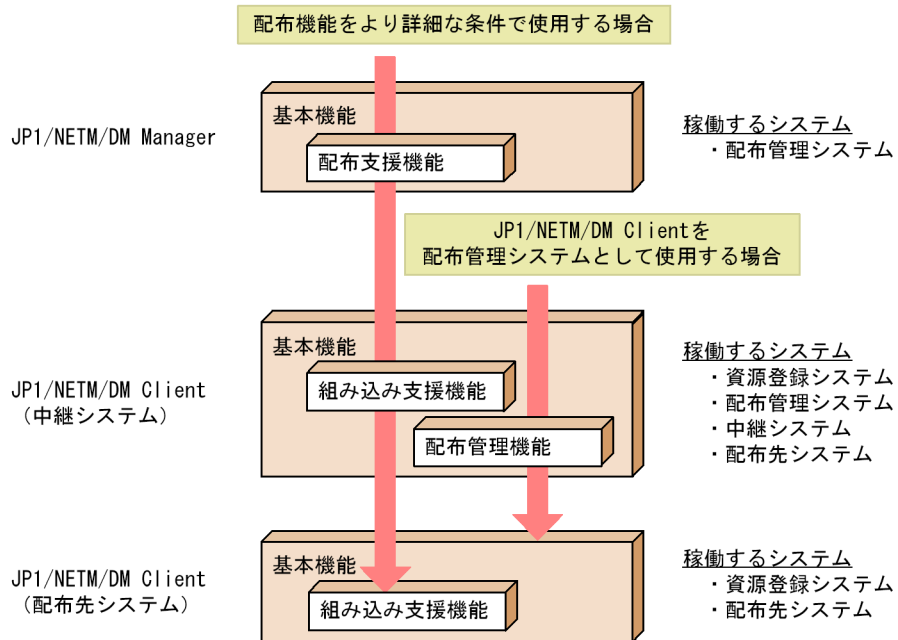 配布機能をより詳細な条件で使用する場合
JP1/NETM/DM Manager
基本機能
配布支援機能
稼働するシステム
・配布管理システム
JP1/NETM/DM Clientを
配布管理システムとして使用する場合
JP1/NETM/DM Client
（中継システム）
基本機能
組み込み支援機能
配布管理機能
稼働するシステム
・資源登録システム
・配布管理システム
・中継システム
・配布先システム
JP1/NETM/DM Client
（配布先システム）
基本機能
組み込み支援機能
稼働するシステム
・資源登録システム
・配布先システム